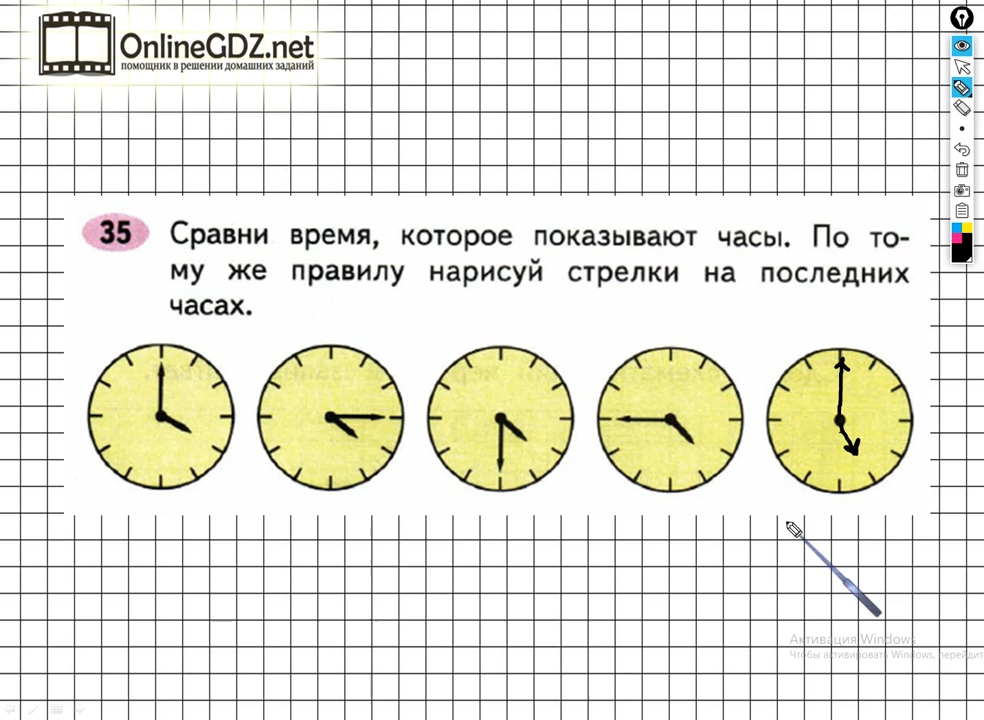 OnlineGDZ.net
помощник в решении домашних заданий
35 Сравни время, которое показывают часы. По то-
му же правилу нарисуй стрелки на последних
часах.
Активация Windows
Чтобы активировать Windows, перейдит